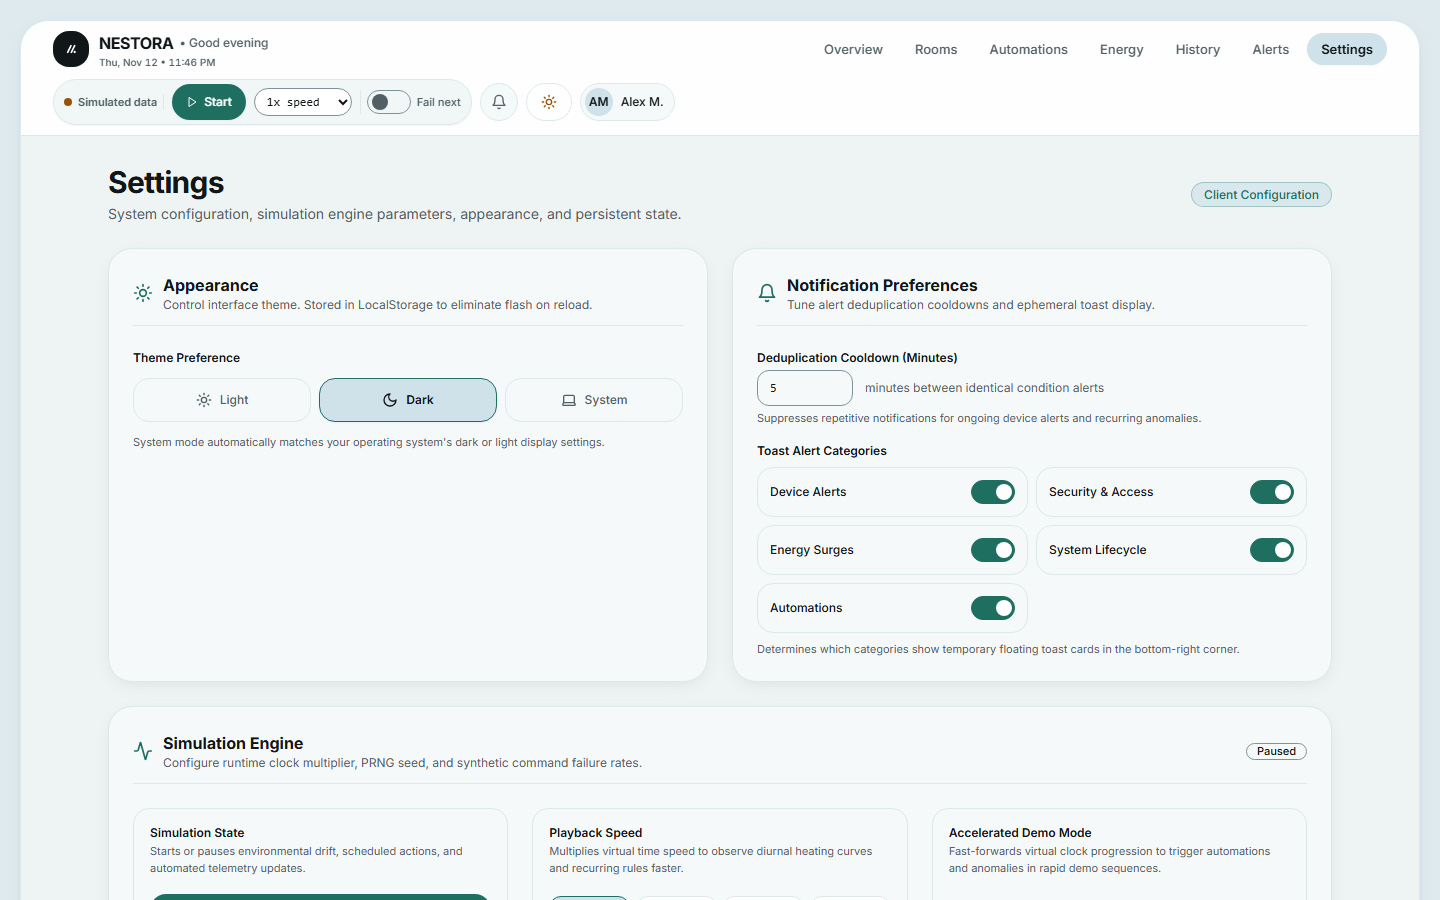 NESTORA • Good evening
Thu, Nov 12 • 11:46 PM
Overview
Rooms
Automations
Energy
History
Alerts
Settings
Simulated data
Start
1x speed
Fail next
AM
Alex M.
Settings
System configuration, simulation engine parameters, appearance, and persistent state.
Client Configuration
Appearance
Control interface theme. Stored in LocalStorage to eliminate flash on reload.
Theme Preference
Light
Dark
System
System mode automatically matches your operating system's dark or light display settings.
Notification Preferences
Tune alert deduplication cooldowns and ephemeral toast display.
Deduplication Cooldown (Minutes)
5
minutes between identical condition alerts
Suppresses repetitive notifications for ongoing device alerts and recurring anomalies.
Toast Alert Categories
Device Alerts
Security & Access
Energy Surges
System Lifecycle
Automations
Determines which categories show temporary floating toast cards in the bottom-right corner.
Simulation Engine
Configure runtime clock multiplier, PRNG seed, and synthetic command failure rates.
Paused
Simulation State
Starts or pauses environmental drift, scheduled actions, and
automated telemetry updates.
Playback Speed
Multiplies virtual time speed to observe diurnal heating curves
and recurring rules faster.
Accelerated Demo Mode
Fast-forwards virtual clock progression to trigger automations
and anomalies in rapid demo sequences.